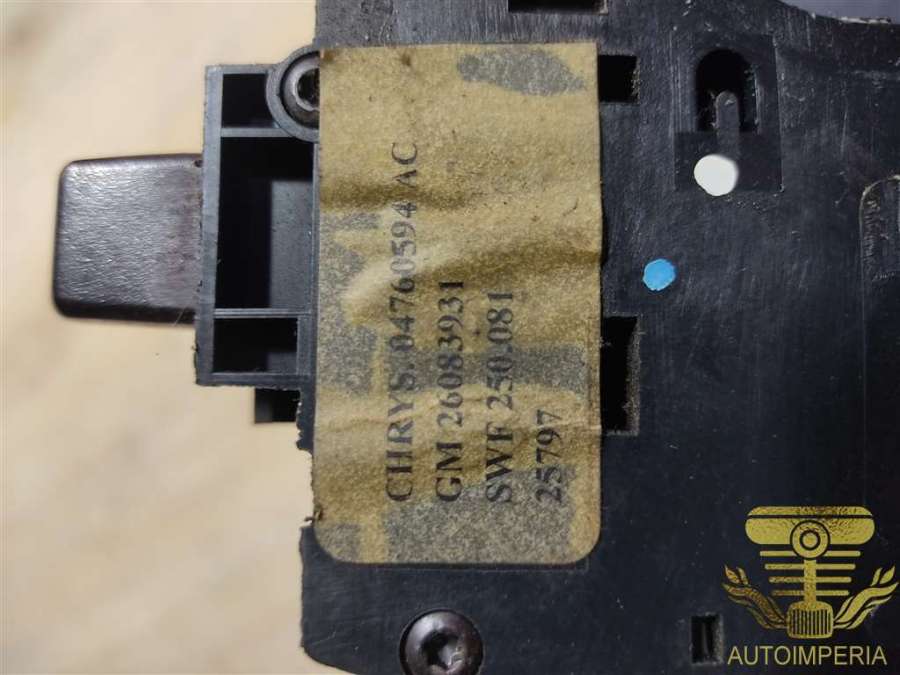 CHRYS. 04760594 AC
GM 26083931
SWF 250.081
25797
AUTOIMPERIA